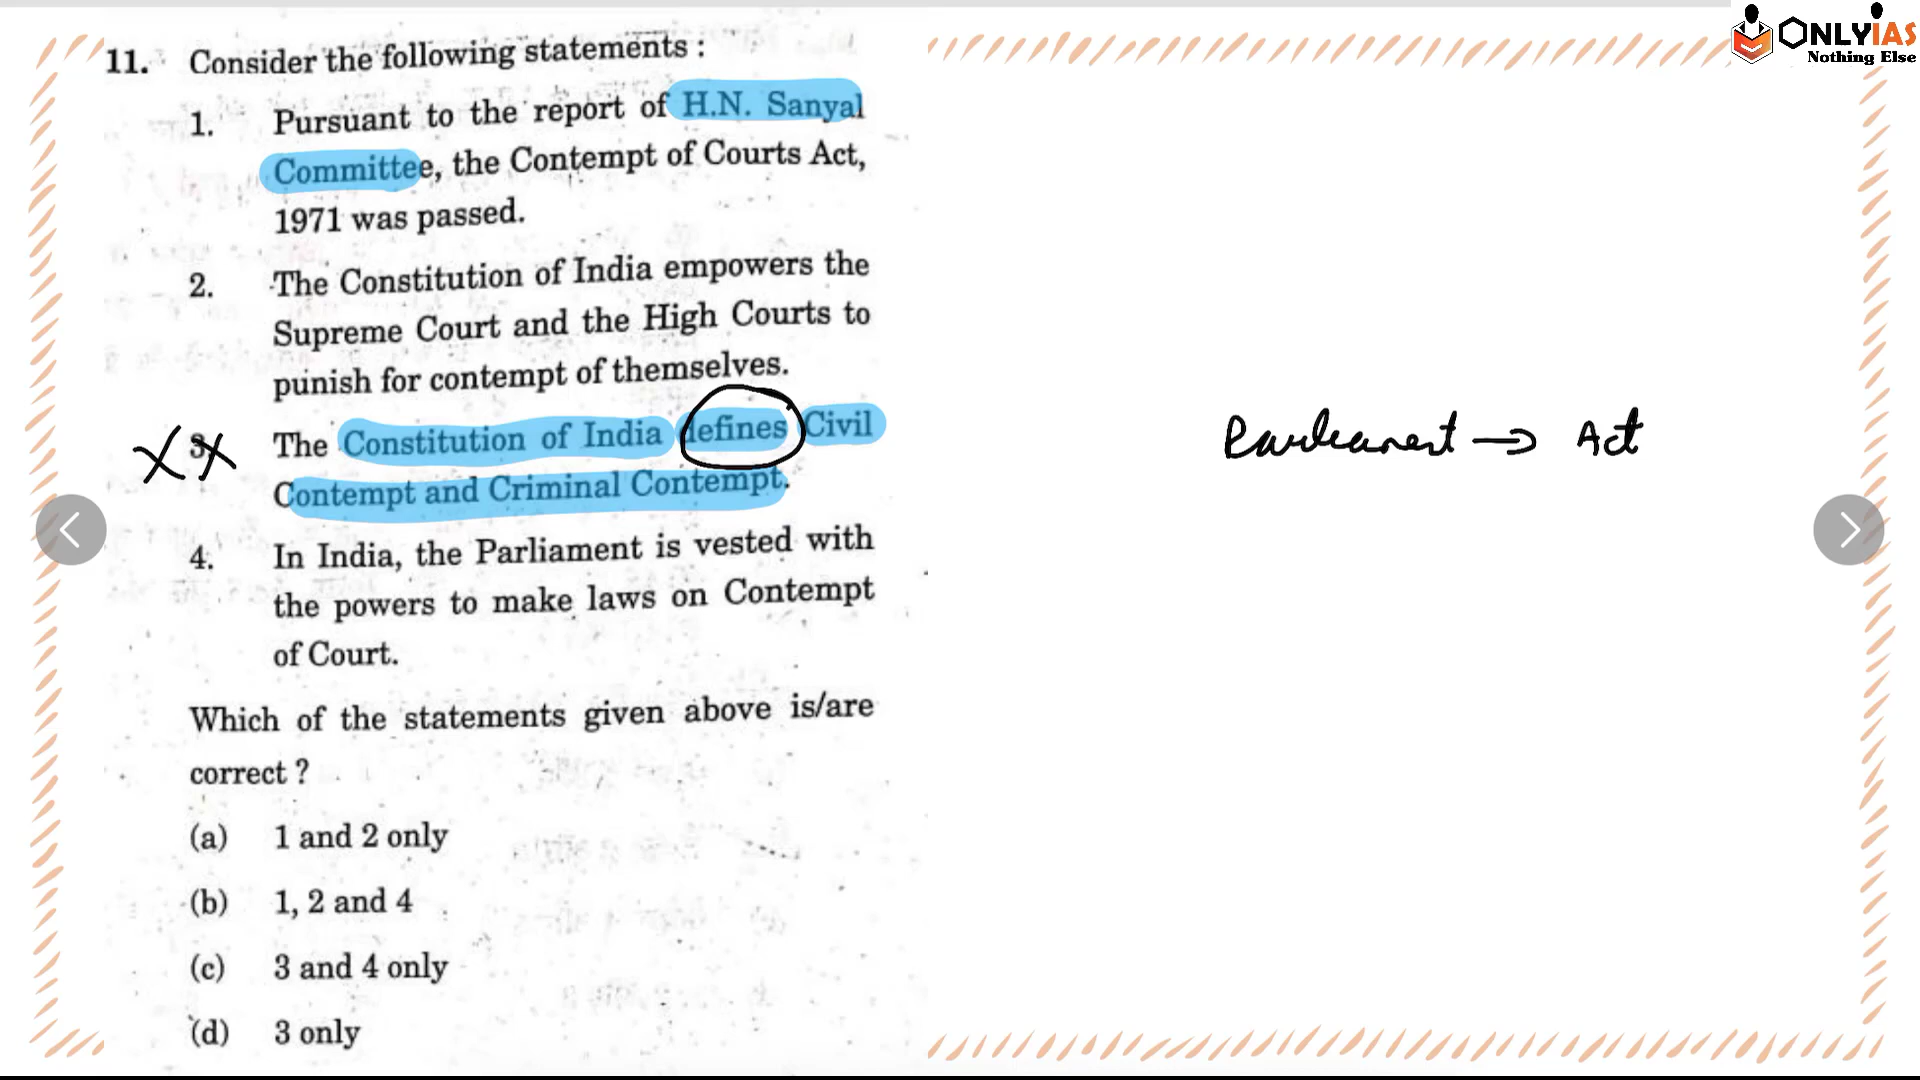 ONLYIAS
Nothing Else
11. Consider the following statements :
1. Pursuant to the report of H.N. Sanyal
Committee, the Contempt of Courts Act,
1971 was passed.
2. The Constitution of India empowers the
Supreme Court and the High Courts to
punish for contempt of themselves.
XX
3. The Constitution of India defines Civil
Contempt and Criminal Contempt.
Parliament → Act
4. In India, the Parliament is vested with
the powers to make laws on Contempt
of Court.
Which of the statements given above is/are
correct ?
(a) 1 and 2 only
(b) 1, 2 and 4
(c) 3 and 4 only
(d) 3 only